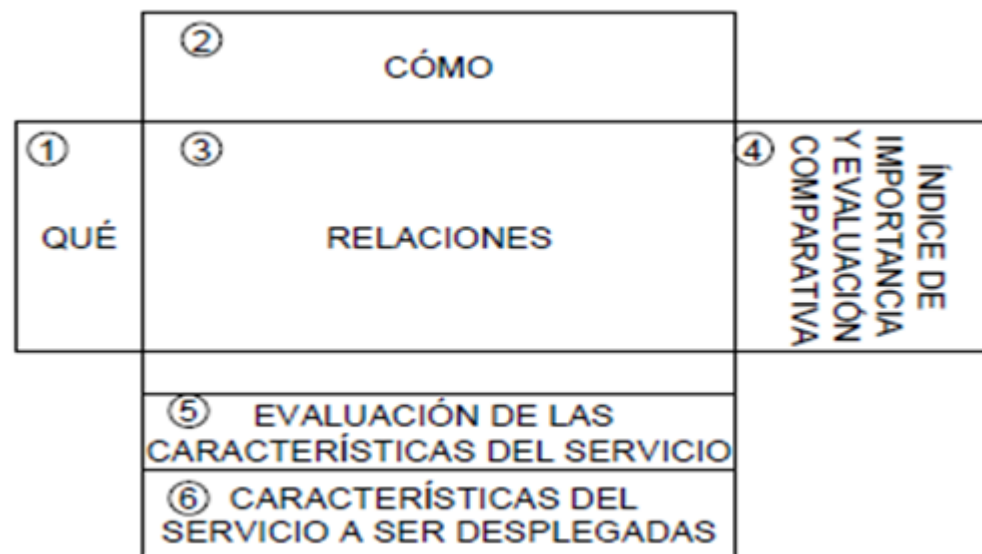 ②
CÓMO
①
QUÉ
③
RELACIONES
④
ÍNDICE DE
IMPORTANCIA
Y EVALUACIÓN
COMPARATIVA
⑤ EVALUACIÓN DE LAS
CARACTERÍSTICAS DEL SERVICIO
⑥ CARACTERÍSTICAS DEL
SERVICIO A SER DESPLEGADAS